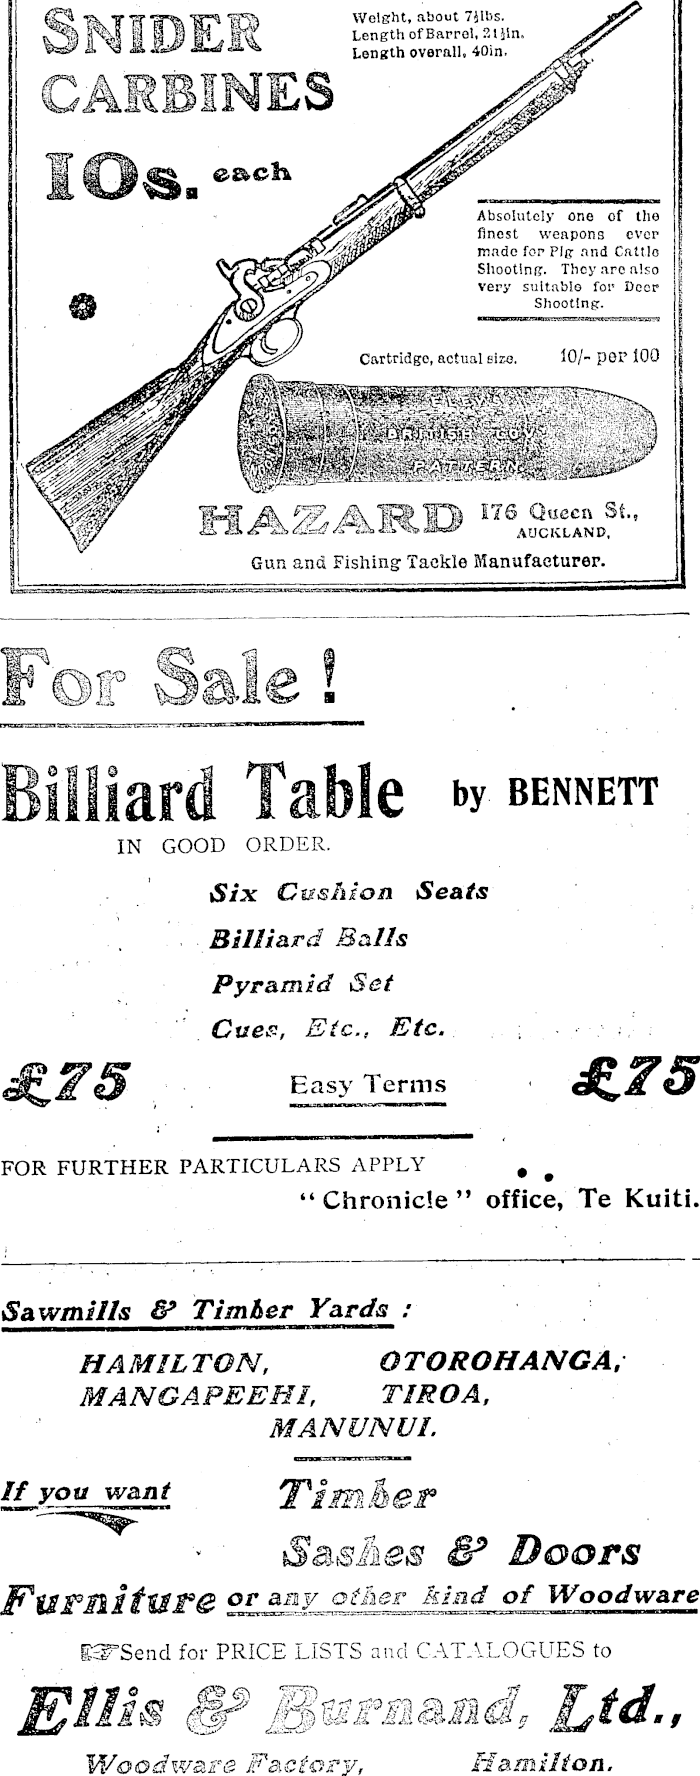 SNIDER
CARBINES
10s. each
Weight, about 7½lbs.
Length of Barrel, 21½in.
Length overall, 40in.
Absolutely one of the
finest weapons ever
made for Pig and Cattle
Shooting. They are also
very suitable for Deer
Shooting.
Cartridge, actual size. 10/- per 100
ELEYS
BRITISH GOV.
PATTERN
HAZARD 176 Queen St.,
AUCKLAND,
Gun and Fishing Tackle Manufacturer.
For Sale!
Billiard Table by BENNETT
IN GOOD ORDER.
Six Cushion Seats
Billiard Balls
Pyramid Set
Cues, Etc., Etc.
£75 Easy Terms £75
FOR FURTHER PARTICULARS APPLY
"Chronicle" office, Te Kuiti.
Sawmills & Timber Yards:
HAMILTON, OTOROHANGA,
MANGAPEEHI, TIROA,
MANUNUI.
If you want Timber
Sashes & Doors
Furniture or any other kind of Woodware
☞Send for PRICE LISTS and CATALOGUES to
Ellis & Burnand, Ltd.,
Woodware Factory, Hamilton.